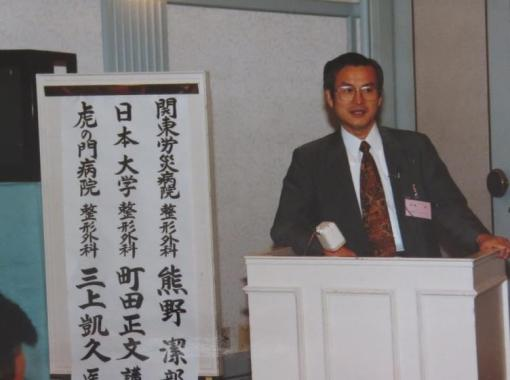 関東労災病院 整形外科 熊野 潔 部
日本大学 整形外科 町田正文 講
虎の門病院 整形外科 三上凱久 医